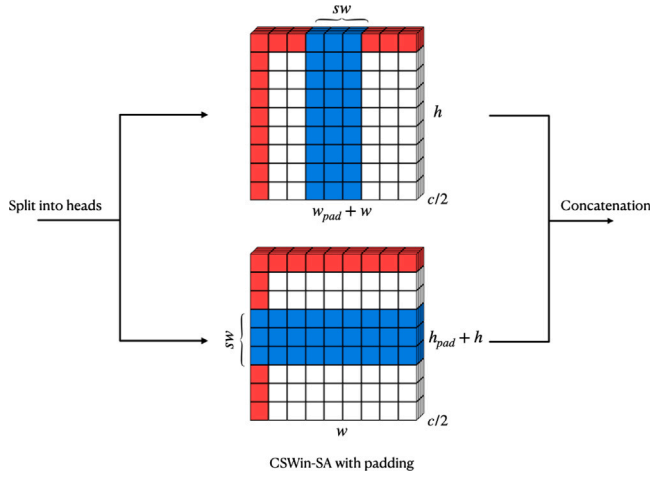 sw
h
c/2
w_pad + w
Split into heads
Concatenation
sw
h_pad + h
c/2
w
CSWin-SA with padding